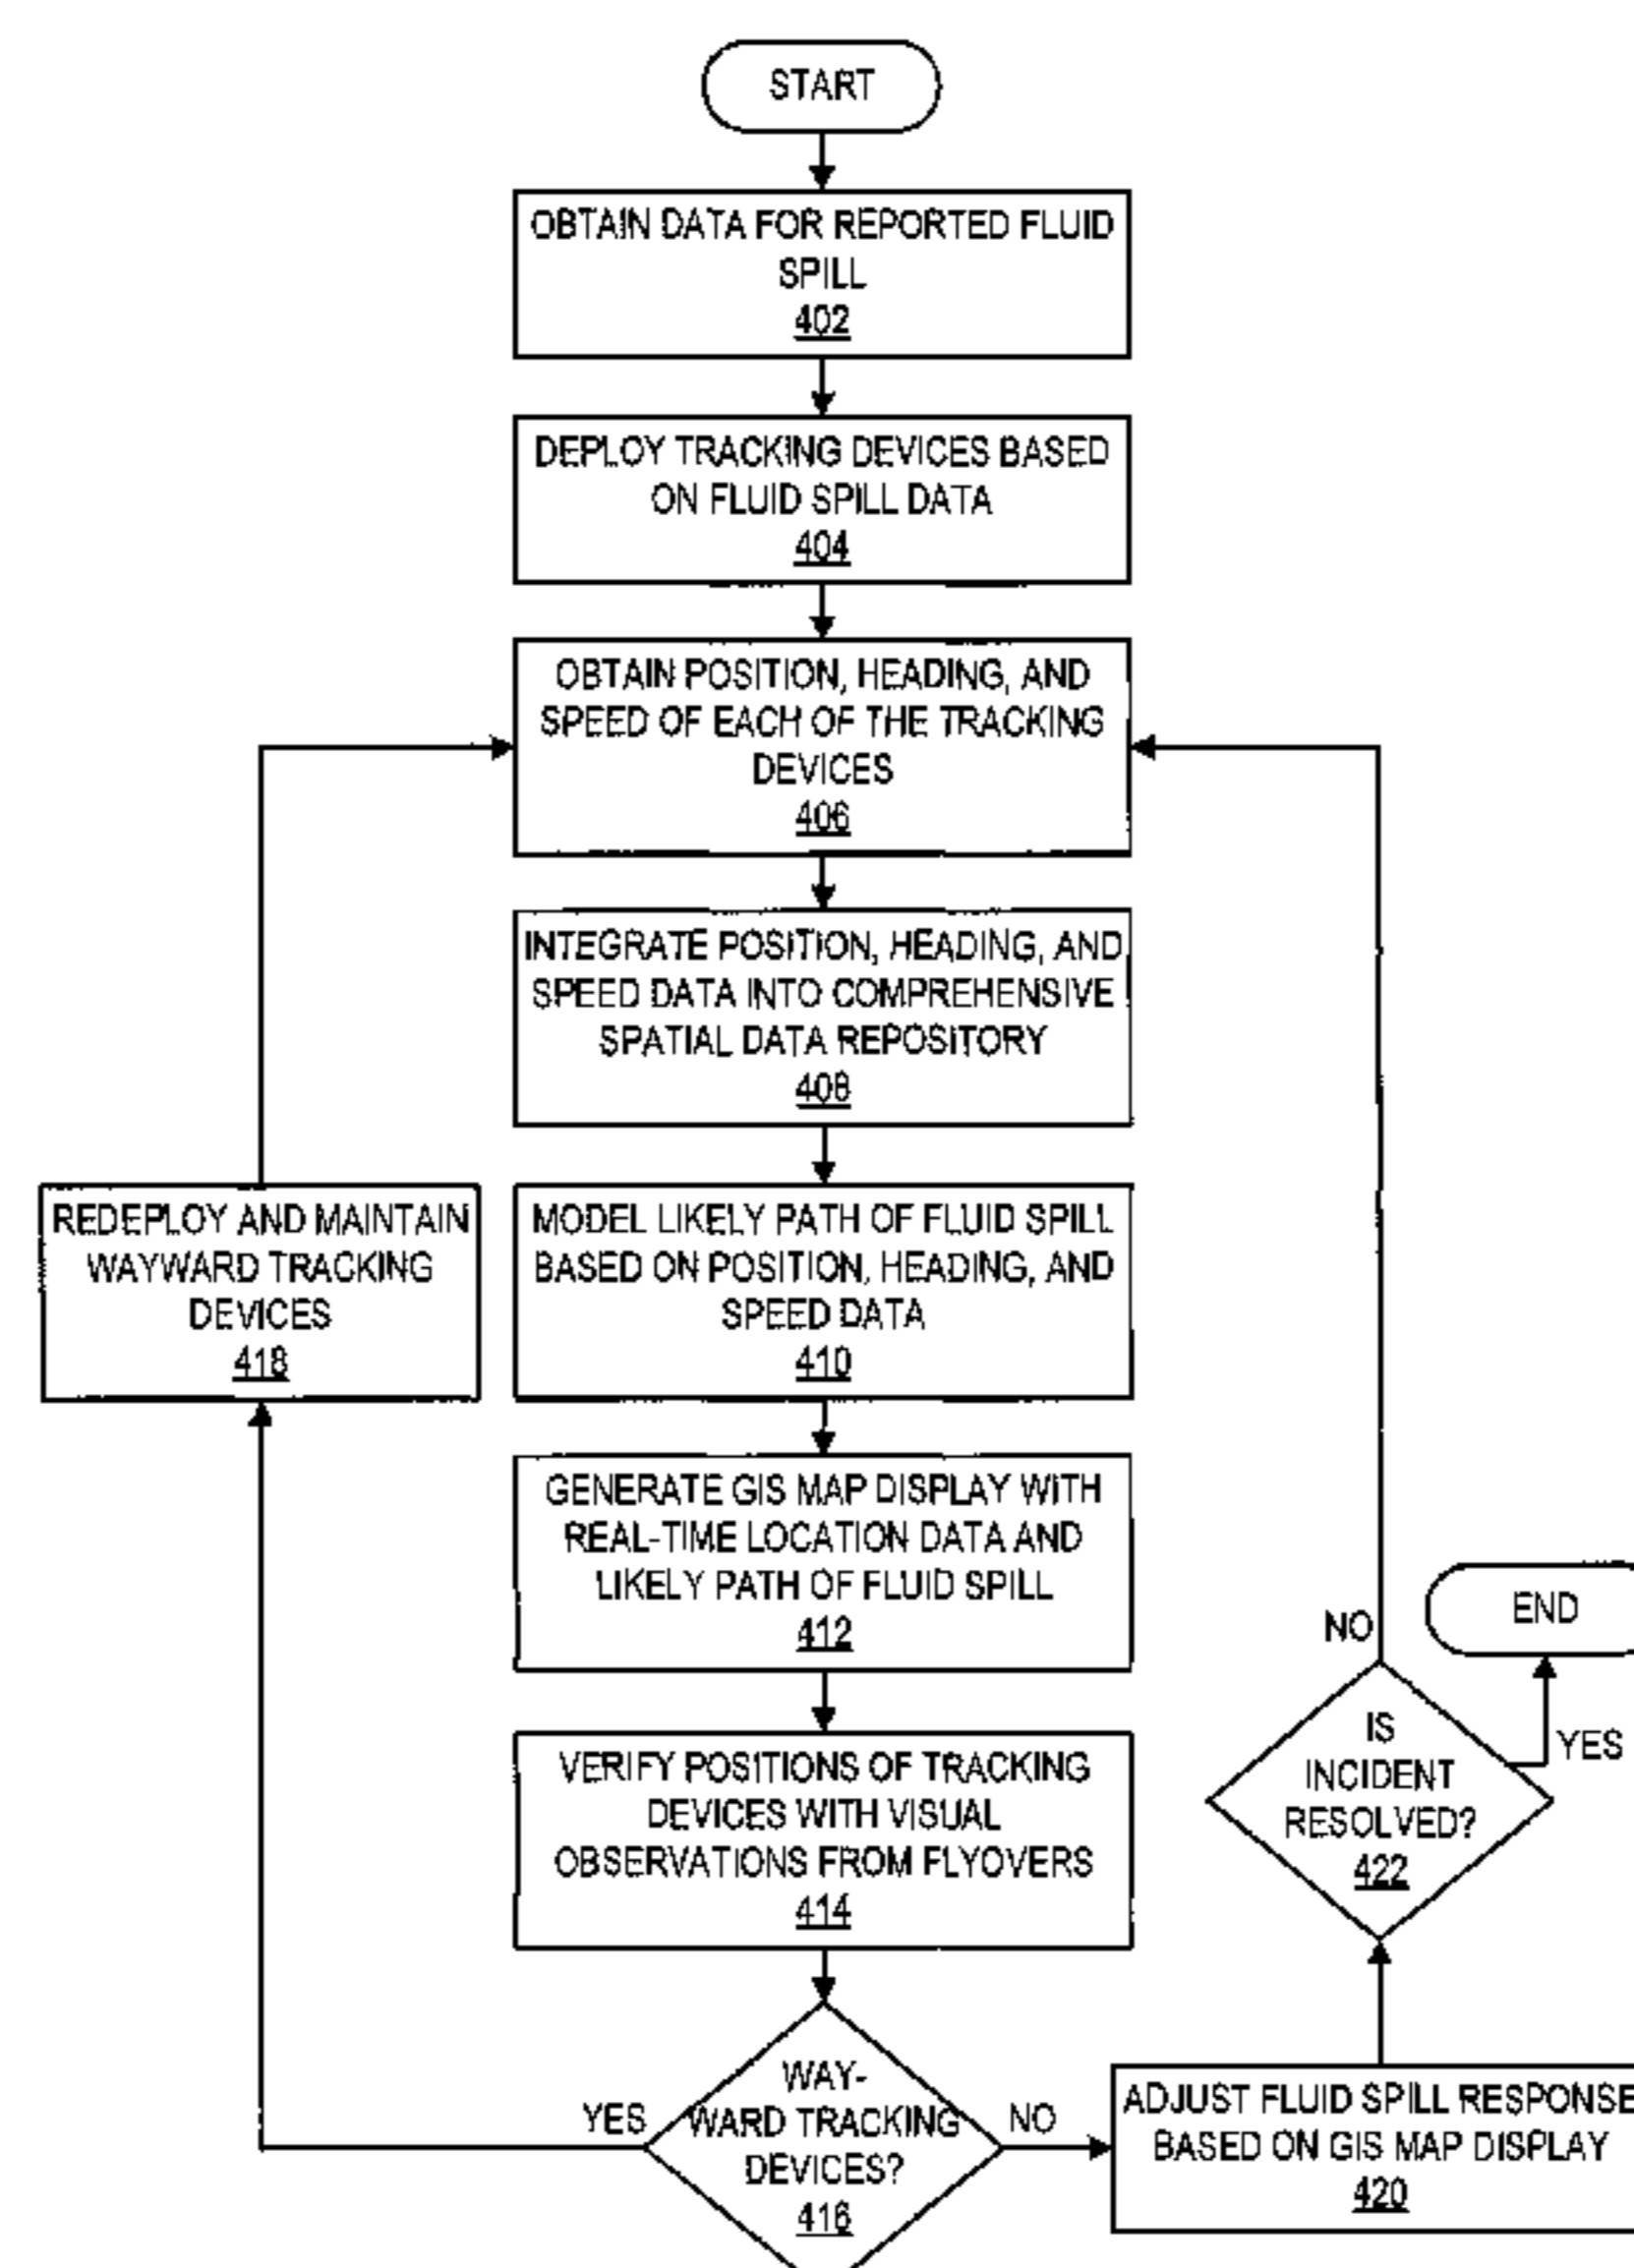 START
OBTAIN DATA FOR REPORTED FLUID
SPILL
402
DEPLOY TRACKING DEVICES BASED
ON FLUID SPILL DATA
404
OBTAIN POSITION, HEADING, AND
SPEED OF EACH OF THE TRACKING
DEVICES
406
INTEGRATE POSITION, HEADING, AND
SPEED DATA INTO COMPREHENSIVE
SPATIAL DATA REPOSITORY
408
REDEPLOY AND MAINTAIN
WAYWARD TRACKING
DEVICES
418
MODEL LIKELY PATH OF FLUID SPILL
BASED ON POSITION, HEADING, AND
SPEED DATA
410
GENERATE GIS MAP DISPLAY WITH
REAL-TIME LOCATION DATA AND
LIKELY PATH OF FLUID SPILL
412
VERIFY POSITIONS OF TRACKING
DEVICES WITH VISUAL
OBSERVATIONS FROM FLYOVERS
414
YES
WAY-
WARD TRACKING
DEVICES?
416
NO
ADJUST FLUID SPILL RESPONSE
BASED ON GIS MAP DISPLAY
420
IS
INCIDENT
RESOLVED?
422
NO
YES
END